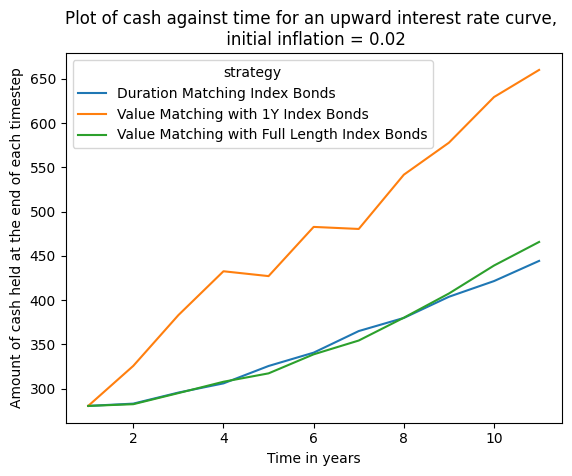 Plot of cash against time for an upward interest rate curve,
initial inflation = 0.02
strategy
Duration Matching Index Bonds
Value Matching with 1Y Index Bonds
Value Matching with Full Length Index Bonds
Amount of cash held at the end of each timestep
650
600
550
500
450
400
350
300
2
4
6
8
10
Time in years